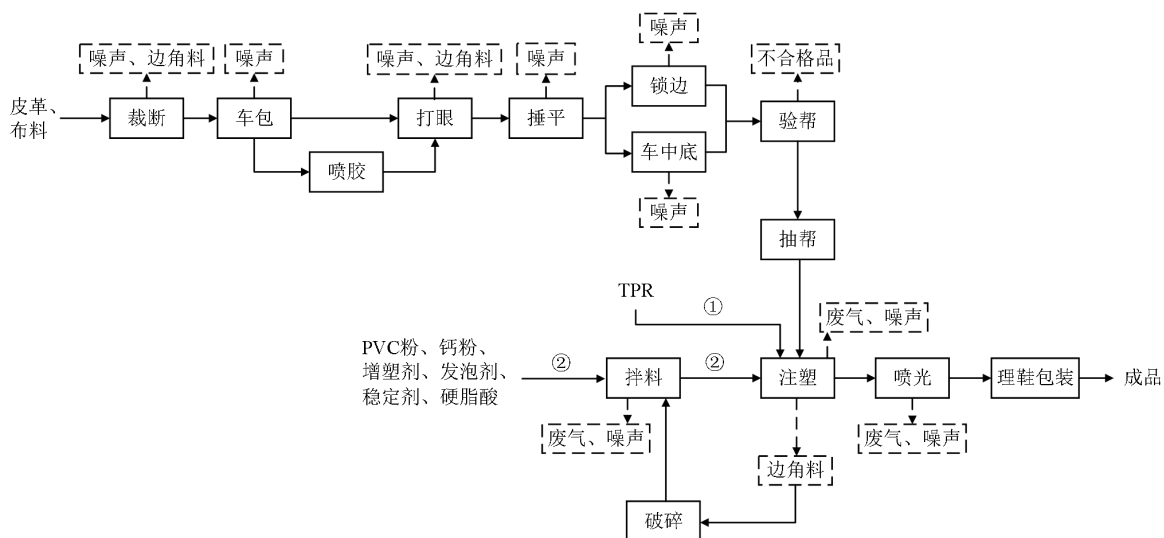 噪声
噪声
噪声、边角料
噪声
噪声、边角料
噪声
不合格品
皮革、
布料
裁断
车包
打眼
捶平
锁边
验帮
喷胶
车中底
噪声
抽帮
TPR
①
废气、噪声
PVC粉、钙粉、
增塑剂、发泡剂、
稳定剂、硬脂酸
②
拌料
②
注塑
喷光
理鞋包装
成品
废气、噪声
废气、噪声
边角料
破碎